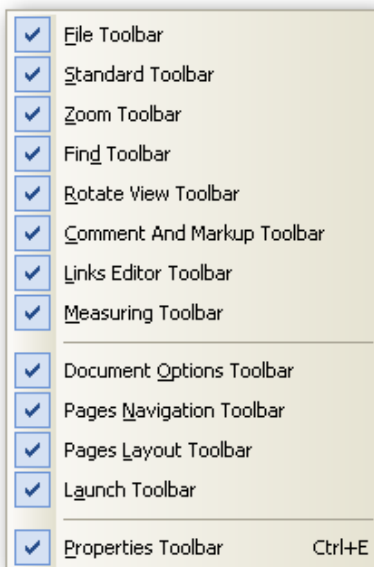 File Toolbar
Standard Toolbar
Zoom Toolbar
Find Toolbar
Rotate View Toolbar
Comment And Markup Toolbar
Links Editor Toolbar
Measuring Toolbar
Document Options Toolbar
Pages Navigation Toolbar
Pages Layout Toolbar
Launch Toolbar
Properties Toolbar Ctrl+E